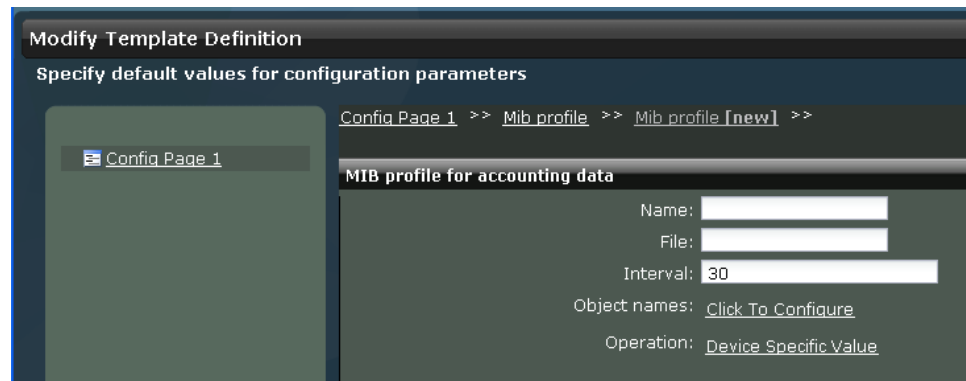 Modify Template Definition
Specify default values for configuration parameters
Config Page 1 >> Mib profile >> Mib profile [new] >>
Config Page 1
MIB profile for accounting data
Name:
File:
Interval: 30
Object names: Click To Configure
Operation: Device Specific Value